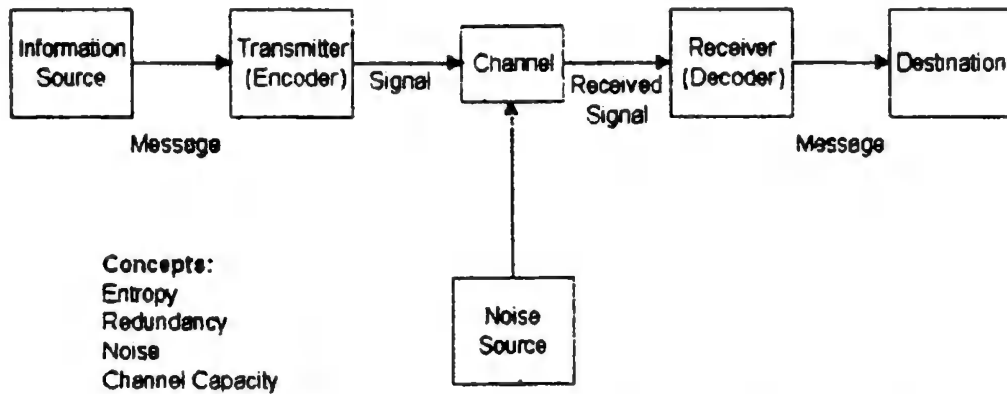 Information
Source
Transmitter
(Encoder)
Signal
Channel
Received
Signal
Receiver
(Decoder)
Destination
Message
Message
Concepts:
Entropy
Redundancy
Noise
Channel Capacity
Noise
Source